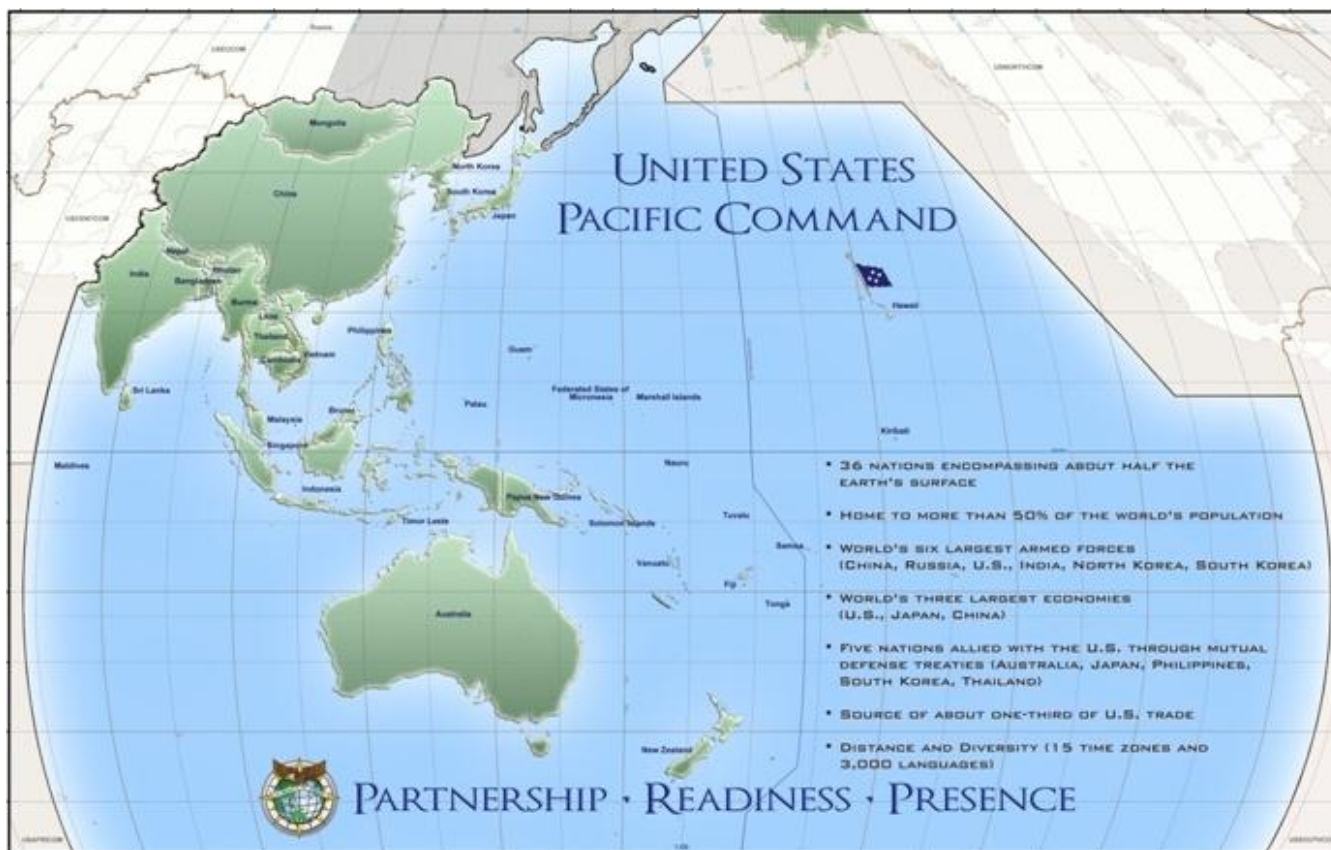 USEUCOM
Russia
USNORTHCOM
Mongolia
UNITED STATES
PACIFIC COMMAND
North Korea
China
South Korea
Japan
USCENTCOM
Nepal
Bhutan
India
Bangladesh
Burma
Hawaii
Laos
Philippines
Thailand
Vietnam
Cambodia
Guam
Sri Lanka
Federated States of
Micronesia
Marshall Islands
Palau
Brunei
Malaysia
Kiribati
Singapore
Maldives
Nauru
Indonesia
Papua New Guinea
Timor Leste
Solomon Islands
Tuvalu
Samoa
Vanuatu
Fiji
Tonga
Australia
New Zealand
• 36 NATIONS ENCOMPASSING ABOUT HALF THE
EARTH'S SURFACE
• HOME TO MORE THAN 50% OF THE WORLD'S POPULATION
• WORLD'S SIX LARGEST ARMED FORCES
(CHINA, RUSSIA, U.S., INDIA, NORTH KOREA, SOUTH KOREA)
• WORLD'S THREE LARGEST ECONOMIES
(U.S., JAPAN, CHINA)
• FIVE NATIONS ALLIED WITH THE U.S. THROUGH MUTUAL
DEFENSE TREATIES (AUSTRALIA, JAPAN, PHILIPPINES,
SOUTH KOREA, THAILAND)
• SOURCE OF ABOUT ONE-THIRD OF U.S. TRADE
• DISTANCE AND DIVERSITY (15 TIME ZONES AND
3,000 LANGUAGES)
PARTNERSHIP · READINESS · PRESENCE
USAFRICOM
USSOUTHCOM